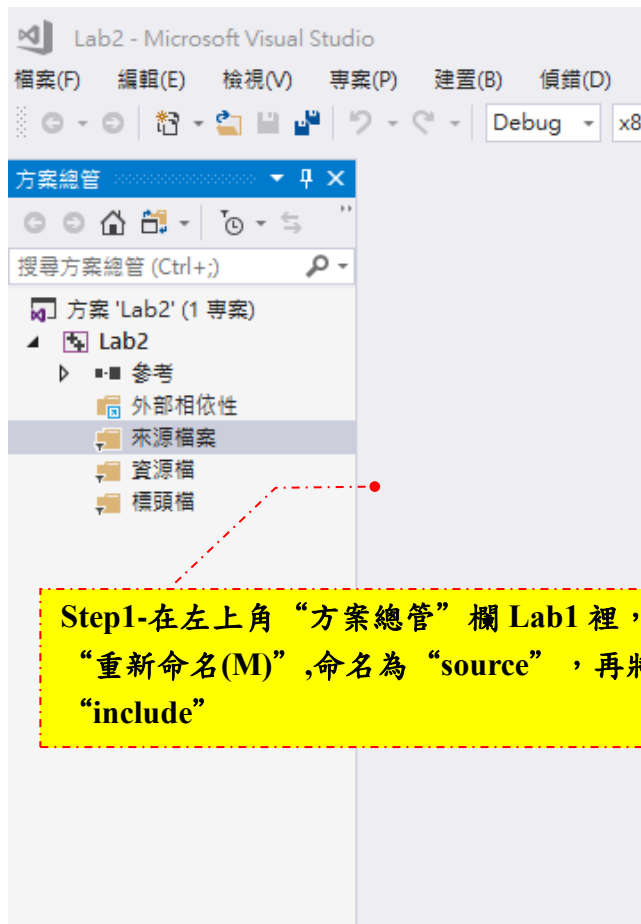 Lab2 - Microsoft Visual Studio
檔案(F) 編輯(E) 檢視(V) 專案(P) 建置(B) 偵錯(D)
Debug x8
方案總管
搜尋方案總管 (Ctrl+;)
方案 'Lab2' (1 專案)
Lab2
參考
外部相依性
來源檔案
資源檔
標頭檔
Step1-在左上角“方案總管”欄 Lab1 裡，
“重新命名(M)”,命名為“source”，再將
“include”